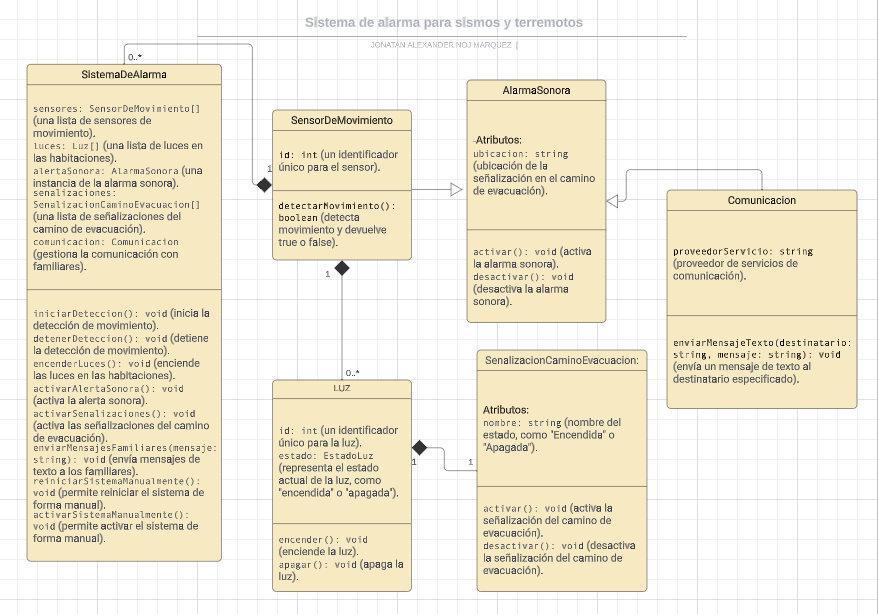 Sistema de alarma para sismos y terremotos
JONATAN ALEXANDER NOJ MARQUEZ |
0..*
SistemaDeAlarma
sensores: SensorDeMovimiento[]
(una lista de sensores de
movimiento).
luces: Luz[] (una lista de luces en
las habitaciones).
alertaSonora: AlarmaSonora (una
instancia de la alarma sonora).
senalizaciones:
SenalizacionCaminoEvacuacion[]
(una lista de señalizaciones del
camino de evacuación).
comunicacion: Comunicacion
(gestiona la comunicación con
familiares).
iniciarDeteccion(): void (inicia la
detección de movimiento).
detenerDeteccion(): void (detiene
la detección de movimiento).
encenderLuces(): void (enciende
las luces en las habitaciones).
activarAlertaSonora(): void
(activa la alerta sonora).
activarSenalizaciones(): void
(activa las señalizaciones del camino
de evacuación).
enviarMensajesFamiliares(mensaje:
string): void (envía mensajes de
texto a los familiares).
reiniciarSistemaManualmente():
void (permite reiniciar el sistema de
forma manual).
activarSistemaManualmente():
void (permite activar el sistema de
forma manual).
1
SensorDeMovimiento
id: int (un identificador
único para el sensor).
detectarMovimiento():
boolean (detecta
movimiento y devuelve
true o false).
1
0..*
LUZ
id: int (un identificador
único para la luz).
estado: EstadoLuz
(representa el estado
actual de la luz, como
"encendida" o "apagada").
encender(): void
(enciende la luz).
apagar(): void (apaga la
luz).
1
1
AlarmaSonora
-Atributos:
ubicacion: string
(ubicación de la
señalización en el camino
de evacuación).
activar(): void (activa
la alarma sonora).
desactivar(): void
(desactiva la alarma
sonora).
SenalizacionCaminoEvacuacion:
Atributos:
nombre: string (nombre del
estado, como "Encendida" o
"Apagada").
activar(): void (activa la
señalización del camino de
evacuación).
desactivar(): void (desactiva
la señalización del camino de
evacuación).
Comunicacion
proveedorServicio: string
(proveedor de servicios de
comunicación).
enviarMensajeTexto(destinatario:
string, mensaje: string): void
(envía un mensaje de texto al
destinatario especificado).